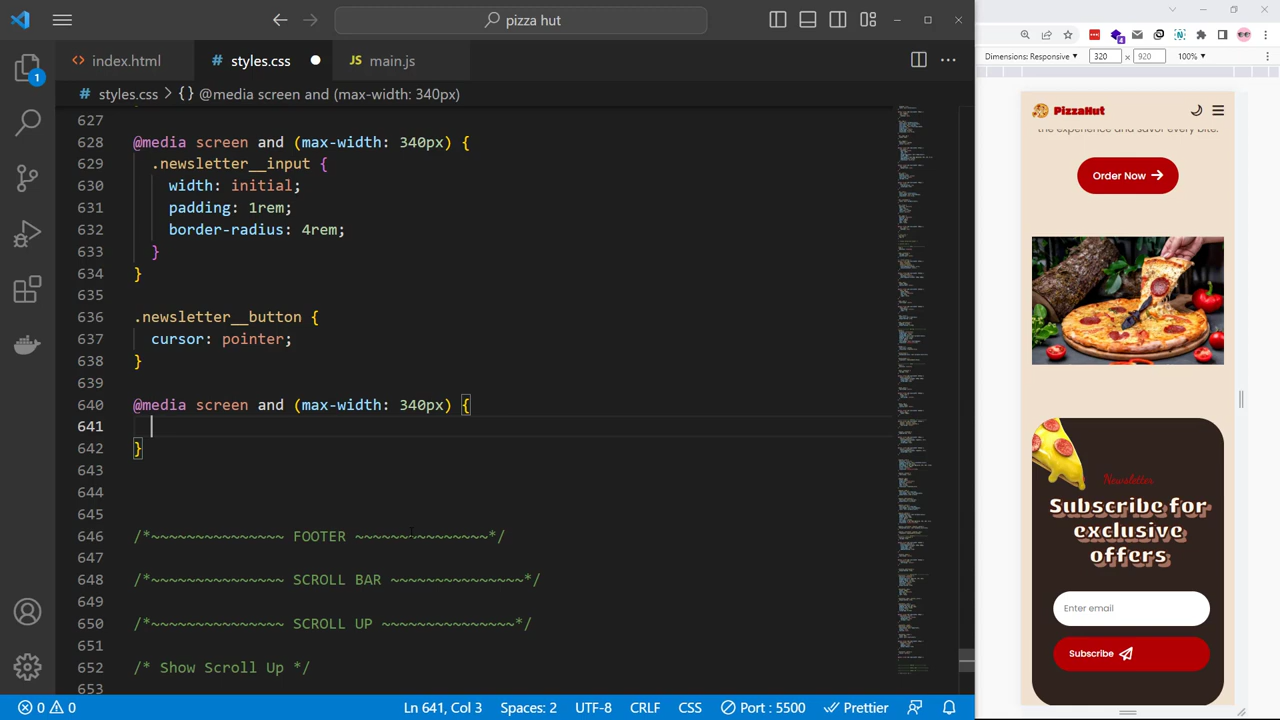 pizza hut
index.html
styles.css
main.js
styles.css > @media screen and (max-width: 340px)
Dimensions: Responsive 320 × 920 100%
627
@media screen and (max-width: 340px) {
.newsletter__input {
width: initial;
631 padding: 1rem;
632 border-radius: 4rem;
633 }
634 }
635
636 newsletter__button {
cursor: pointer;
}
639
640 @media screen and (max-width: 340px) {
641
642 }
643
644
645
646 /*~~~~~~~~~~~~~~~ FOOTER ~~~~~~~~~~~~~~~*/
647
648 /*~~~~~~~~~~~~~~~ SCROLL BAR ~~~~~~~~~~~~~~~*/
649
650 /*~~~~~~~~~~~~~~~ SCROLL UP ~~~~~~~~~~~~~~~*/
651
652 * Show Scroll Up
653
0 0
Port : 5500
Ln 641, Col 3 Spaces: 2 UTF-8 CRLF CSS
Prettier
1
4
PizzaHut
the experience and savor every bite.
Order Now
Newsletter
Subscribe for
exclusive
offers
Enter email
Subscribe